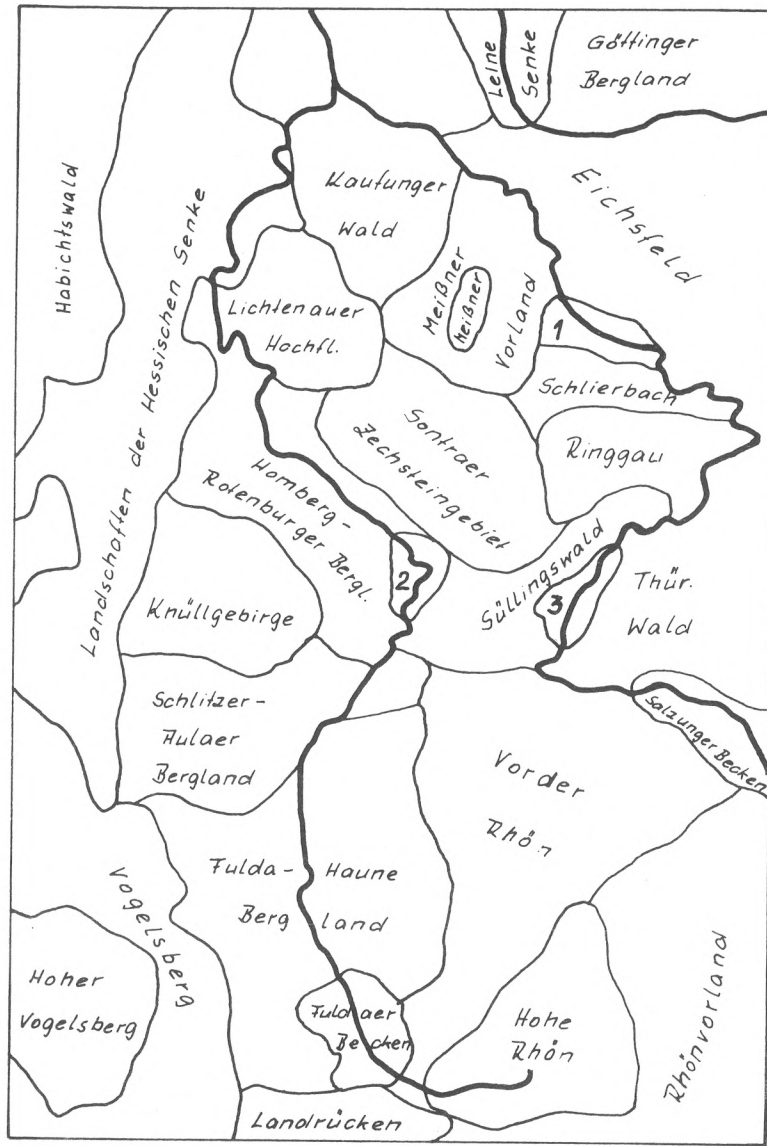 Leine
Senke
Göttinger
Bergland
Habichtswald
Landschaften der Hessischen Senke
Kaufunger
Wald
Eichsfeld
Meißner
Vorland
Meißner
Lichtenauer
Hochfl.
1
Schlierbach
Sontraer
Zechsteingebiet
Ringgau
Homberg-
Rotenburger Bergl.
2
Süllingswald
3
Thür.
Wald
Knüllgebirge
Schlitzer-
Aulaer
Bergland
Salzunger Becken
Vorder
Rhön
Vogelsberg
Fulda-
Berg
Haune
land
Hoher
Vogelsberg
Fuldaer
Becken
Hohe
Rhön
Rhönvorland
Landrücken